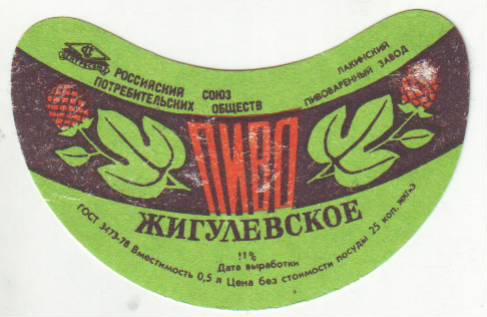 РОССИЙСКИЙ СОЮЗ
ПОТРЕБИТЕЛЬСКИХ ОБЩЕСТВ
ЛАКИНСКИЙ
ПИВОВАРЕННЫЙ ЗАВОД
ПИВО
ЖИГУЛЕВСКОЕ
11%
Дата выработки
ГОСТ 3473-78 Вместимость 0,5 л Цена без стоимости посуды 25 коп.